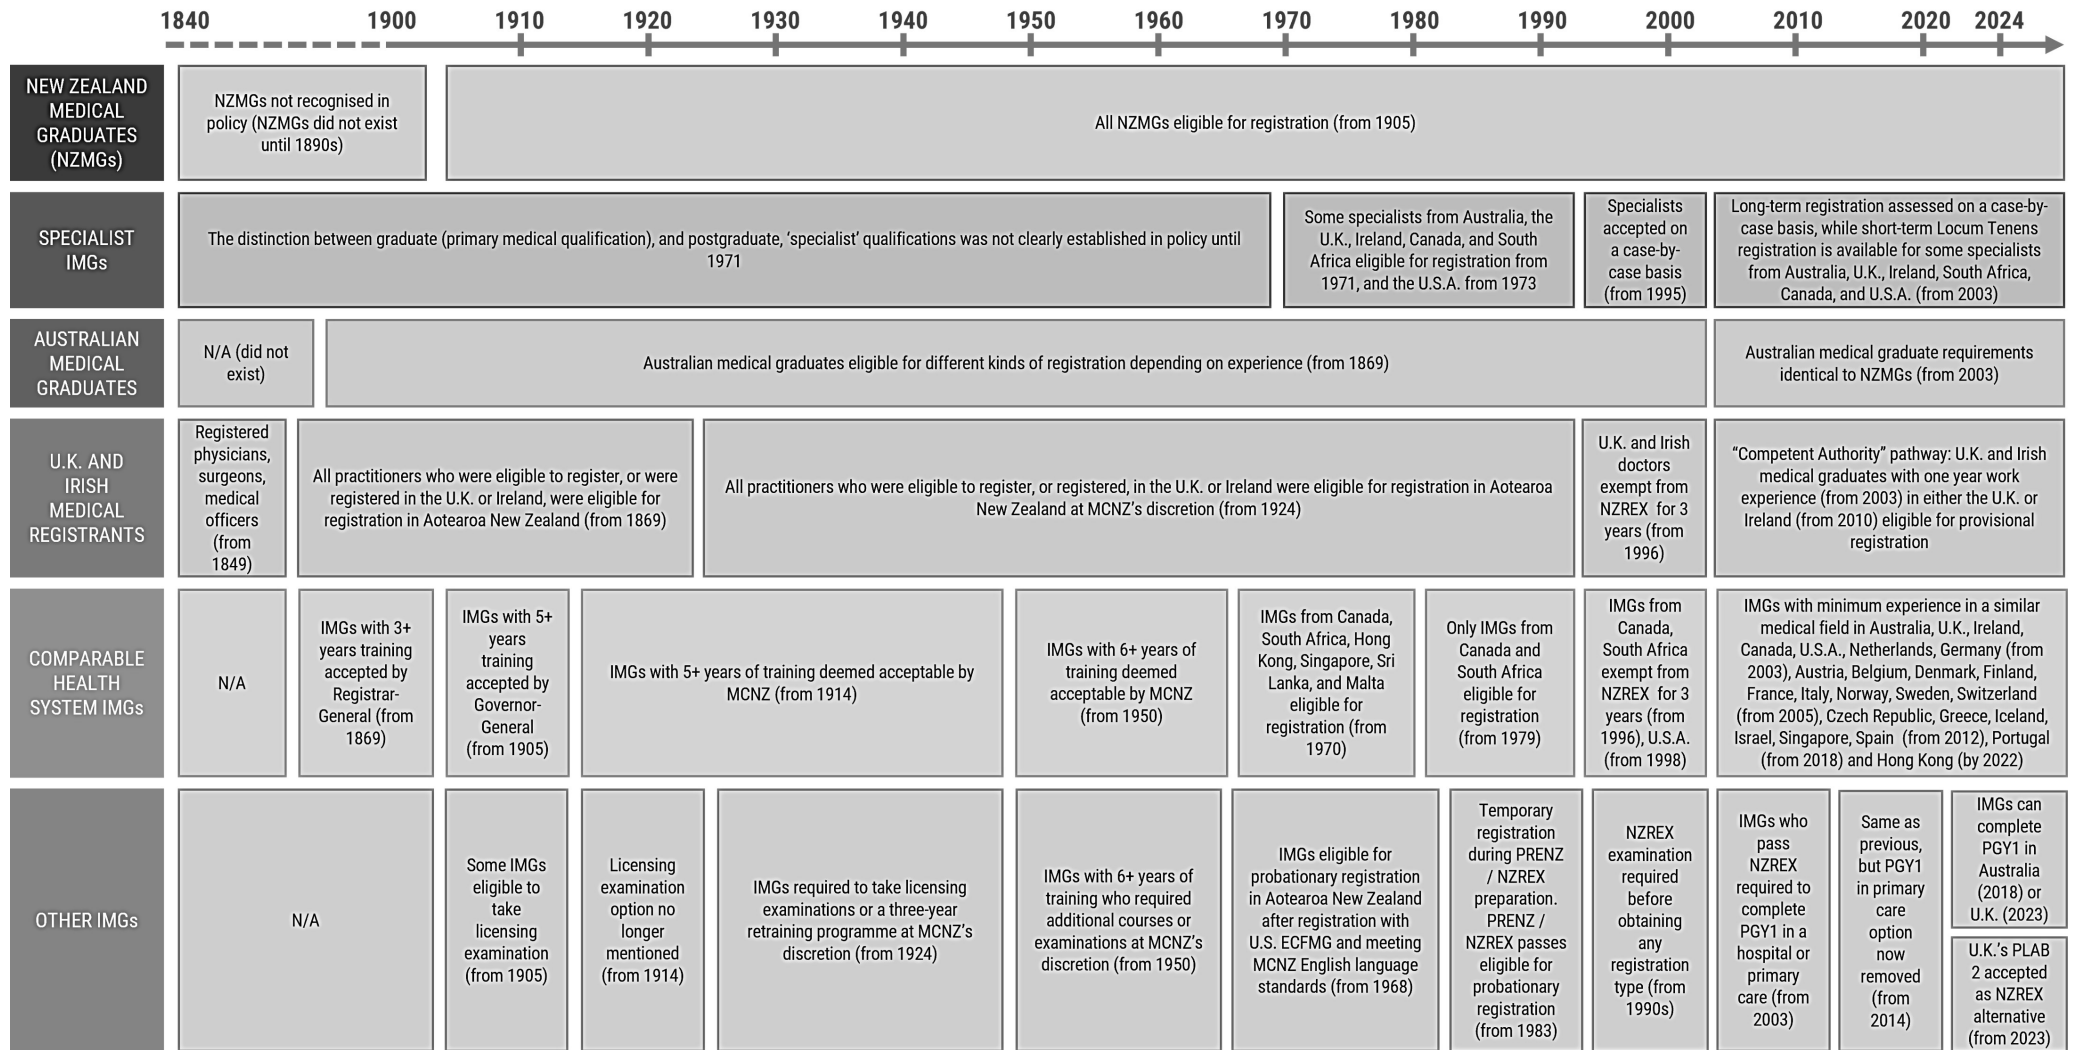 1840 1900 1910 1920 1930 1940 1950 1960 1970 1980 1990 2000 2010 2020 2024
NEW ZEALAND
MEDICAL
GRADUATES
(NZMGs)
NZMGs not recognised in
policy (NZMGs did not exist
until 1890s)
All NZMGs eligible for registration (from 1905)
SPECIALIST
IMGs
The distinction between graduate (primary medical qualification), and postgraduate, ‘specialist’ qualifications was not clearly established in policy until
1971
Some specialists from Australia, the
U.K., Ireland, Canada, and South
Africa eligible for registration from
1971, and the U.S.A. from 1973
Specialists
accepted on
a case-by-
case basis
(from 1995)
Long-term registration assessed on a case-by-
case basis, while short-term Locum Tenens
registration is available for some specialists
from Australia, U.K., Ireland, South Africa,
Canada, and U.S.A. (from 2003)
AUSTRALIAN
MEDICAL
GRADUATES
N/A (did not
exist)
Australian medical graduates eligible for different kinds of registration depending on experience (from 1869)
Australian medical graduate requirements
identical to NZMGs (from 2003)
U.K. AND
IRISH
MEDICAL
REGISTRANTS
Registered
physicians,
surgeons,
medical
officers
(from
1849)
All practitioners who were eligible to register, or were
registered in the U.K. or Ireland, were eligible for
registration in Aotearoa New Zealand (from 1869)
All practitioners who were eligible to register, or registered, in the U.K. or Ireland were eligible for registration in Aotearoa
New Zealand at MCNZ’s discretion (from 1924)
U.K. and Irish
doctors
exempt from
NZREX for 3
years (from
1996)
“Competent Authority” pathway: U.K. and Irish
medical graduates with one year work
experience (from 2003) in either the U.K. or
Ireland (from 2010) eligible for provisional
registration
COMPARABLE
HEALTH
SYSTEM IMGs
N/A
IMGs with 3+
years training
accepted by
Registrar-
General (from
1869)
IMGs with 5+
years
training
accepted by
Governor-
General
(from 1905)
IMGs with 5+ years of training deemed acceptable by
MCNZ (from 1914)
IMGs with 6+ years of
training deemed
acceptable by MCNZ
(from 1950)
IMGs from Canada,
South Africa, Hong
Kong, Singapore, Sri
Lanka, and Malta
eligible for
registration (from
1970)
Only IMGs from
Canada and
South Africa
eligible for
registration
(from 1979)
IMGs from
Canada,
South Africa
exempt from
NZREX for 3
years (from
1996), U.S.A.
(from 1998)
IMGs with minimum experience in a similar
medical field in Australia, U.K., Ireland,
Canada, U.S.A., Netherlands, Germany (from
2003), Austria, Belgium, Denmark, Finland,
France, Italy, Norway, Sweden, Switzerland
(from 2005), Czech Republic, Greece, Iceland,
Israel, Singapore, Spain (from 2012), Portugal
(from 2018) and Hong Kong (by 2022)
OTHER IMGs
N/A
Some IMGs
eligible to
take
licensing
examination
(from 1905)
Licensing
examination
option no
longer
mentioned
(from 1914)
IMGs required to take licensing
examinations or a three-year
retraining programme at MCNZ’s
discretion (from 1924)
IMGs with 6+ years of
training who required
additional courses or
examinations at MCNZ’s
discretion (from 1950)
IMGs eligible for
probationary registration
in Aotearoa New Zealand
after registration with
U.S. ECFMG and meeting
MCNZ English language
standards (from 1968)
Temporary
registration
during PRENZ
/ NZREX
preparation.
PRENZ /
NZREX passes
eligible for
probationary
registration
(from 1983)
NZREX
examination
required
before
obtaining
any
registration
type (from
1990s)
IMGs who
pass
NZREX
required to
complete
PGY1 in a
hospital or
primary
care (from
2003)
Same as
previous,
but PGY1
in primary
care
option
now
removed
(from
2014)
IMGs can
complete
PGY1 in
Australia
(2018) or
U.K. (2023)
U.K.’s PLAB
2 accepted
as NZREX
alternative
(from 2023)